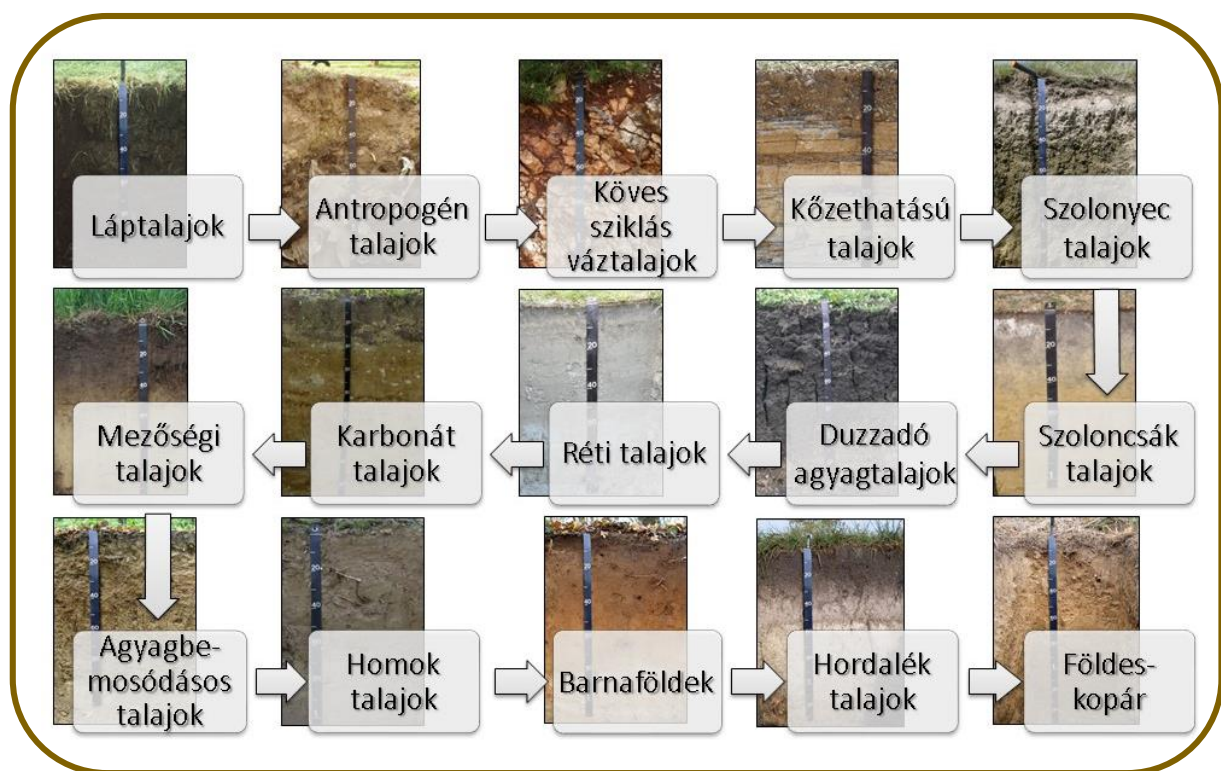 Láptalajok
Antropogén
talajok
Köves
sziklás
váztalajok
Kőzethatású
talajok
Szolonyec
talajok
Szoloncsák
talajok
Duzzadó
agyagtalajok
Réti talajok
Karbonát
talajok
Mezőségi
talajok
Agyagbe-
mosódásos
talajok
Homok
talajok
Barnaföldek
Hordalék
talajok
Földes-
kopár